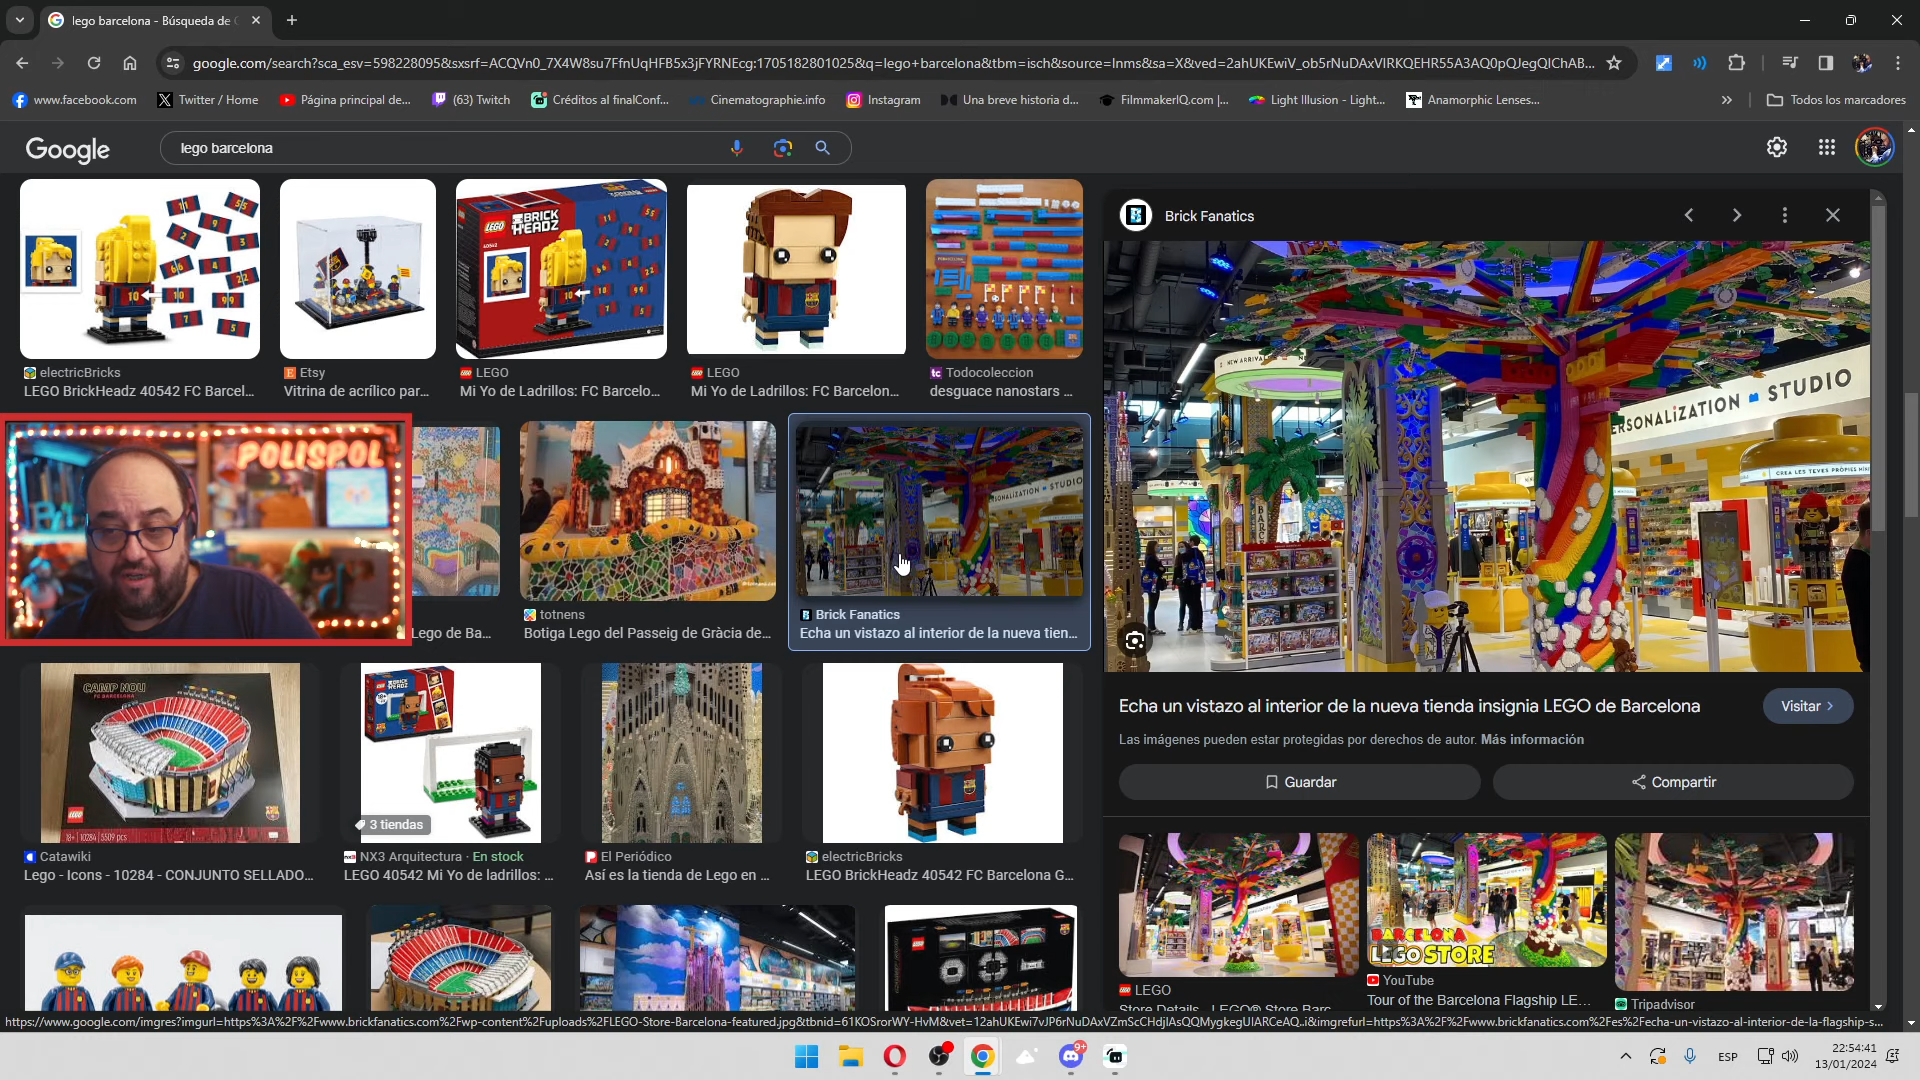 lego barcelona - Búsqueda de G
google.com/search?sca_esv=598228095&sxsrf=ACQVn0_7X4W8su7FfnUqHFB5x3jFYRNEcg:1705182801025&q=lego+barcelona&tbm=isch&source=lnms&sa=X&ved=2ahUKEwiV_ob5rNuDAxVIRKQEHR55A3AQ0pQJegQIChAB...
www.facebook.com
Twitter / Home
Página principal de...
(63) Twitch
Créditos al finalConf...
Cinematographie.info
Instagram
Una breve historia d...
FilmmakerIQ.com |...
Light Illusion - Light...
Anamorphic Lenses...
Todos los marcadores
Google
lego barcelona
electricBricks
LEGO BrickHeadz 40542 FC Barcel...
Etsy
Vitrina de acrílico par...
LEGO
Mi Yo de Ladrillos: FC Barcelo...
LEGO
Mi Yo de Ladrillos: FC Barcelon...
Todocoleccion
desguace nanostars ...
POLISPOL
Lego de Ba...
totnens
Botiga Lego del Passeig de Gràcia de...
Brick Fanatics
Echa un vistazo al interior de la nueva tien...
CAMP NOU
FC BARCELONA
Catawiki
Lego - Icons - 10284 - CONJUNTO SELLADO...
3 tiendas
NX3 Arquitectura · En stock
LEGO 40542 Mi Yo de ladrillos: ...
El Periódico
Así es la tienda de Lego en ...
electricBricks
LEGO BrickHeadz 40542 FC Barcelona G...
Brick Fanatics
NEW ARRIVALS
PERSONALIZATION STUDIO
Echa un vistazo al interior de la nueva tienda insignia LEGO de Barcelona
Visitar
Las imágenes pueden estar protegidas por derechos de autor. Más información
Guardar
Compartir
LEGO
Store Details - LEGO® Store Barc...
BARCELONA
LEGO STORE
YouTube
Tour of the Barcelona Flagship LE...
Tripadvisor
https://www.google.com/imgres?imgurl=https%3A%2F%2Fwww.brickfanatics.com%2Fwp-content%2Fuploads%2FLEGO-Store-Barcelona-featured.jpg&tbnid=61KOSrorWY-HvM&vet=12ahUKEwi7vJP6rNuDAxVZmScCHdjIAsQQMygkegUIARCeAQ..i&imgrefurl=https%3A%2F%2Fwww.brickfanatics.com%2Fes%2Fecha-un-vistazo-al-interior-de-la-flagship-s...
9+
ESP
22:54:41
13/01/2024